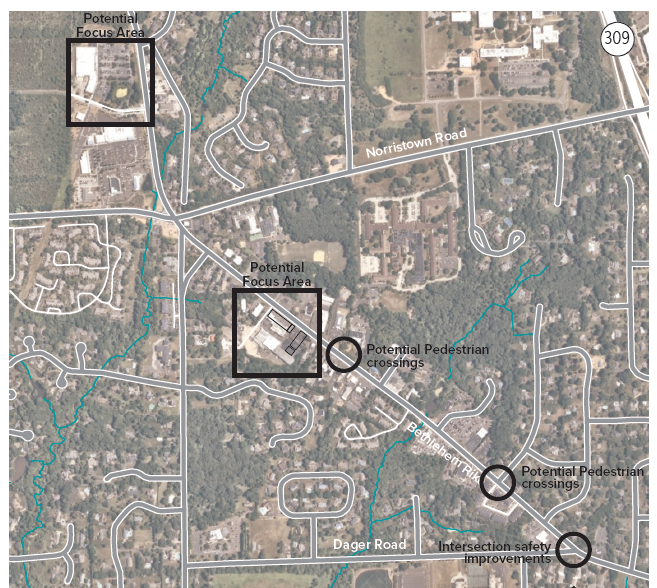 Potential
Focus Area
309
Norristown Road
Potential
Focus Area
Potential Pedestrian
crossings
Bethlehem Pike
Potential Pedestrian
crossings
Dager Road
Intersection safety
improvements